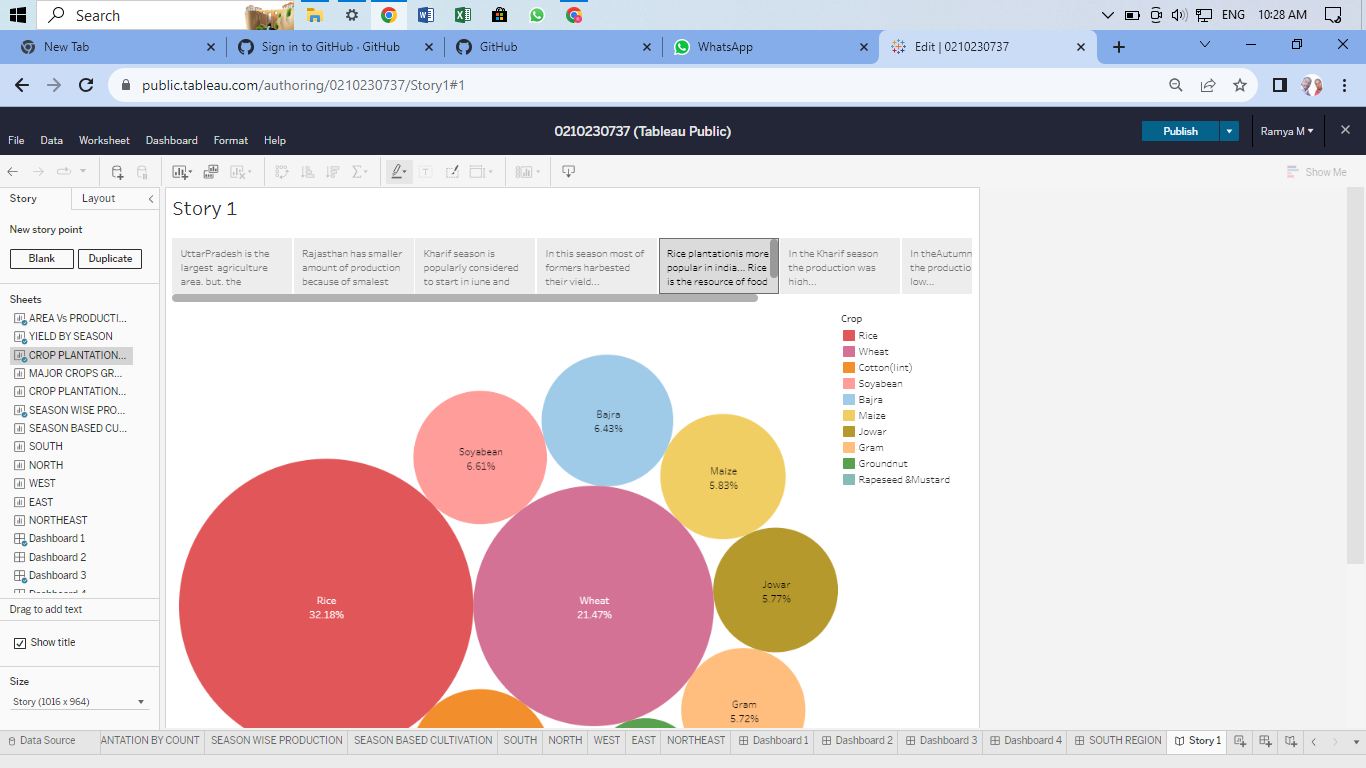 Search
ENG
10:28 AM
New Tab
Sign in to GitHub · GitHub
GitHub
WhatsApp
Edit | 0210230737
public.tableau.com/authoring/0210230737/Story1#1
0210230737 (Tableau Public)
Publish
Ramya M
File
Data
Worksheet
Dashboard
Format
Help
Show Me
Story
Layout
New story point
Blank
Duplicate
Sheets
AREA Vs PRODUCTI...
YIELD BY SEASON
CROP PLANTATION...
MAJOR CROPS GR...
CROP PLANTATION...
SEASON WISE PRO...
SEASON BASED CU...
SOUTH
NORTH
WEST
EAST
NORTHEAST
Dashboard 1
Dashboard 2
Dashboard 3
Drag to add text
Show title
Size
Story (1016 x 964)
Story 1
UttarPradesh is the
largest agriculture
area. but, the
Rajasthan has smaller
amount of production
because of smalest
Kharif season is
popularly considered
to start in june and
In this season most of
formers harbested
their yield...
Rice plantationis more
popular in india... Rice
is the resource of food
In the Kharif season
the production was
high...
In theAutumn
the productio
low...
Crop
Rice
Wheat
Cotton(lint)
Soyabean
Bajra
Maize
Jowar
Gram
Groundnut
Rapeseed &Mustard
Bajra
6.43%
Soyabean
6.61%
Maize
5.83%
Jowar
5.77%
Rice
32.18%
Wheat
21.47%
Gram
5.72%
Data Source
ANTATION BY COUNT
SEASON WISE PRODUCTION
SEASON BASED CULTIVATION
SOUTH
NORTH
WEST
EAST
NORTHEAST
Dashboard 1
Dashboard 2
Dashboard 3
Dashboard 4
SOUTH REGION
Story 1